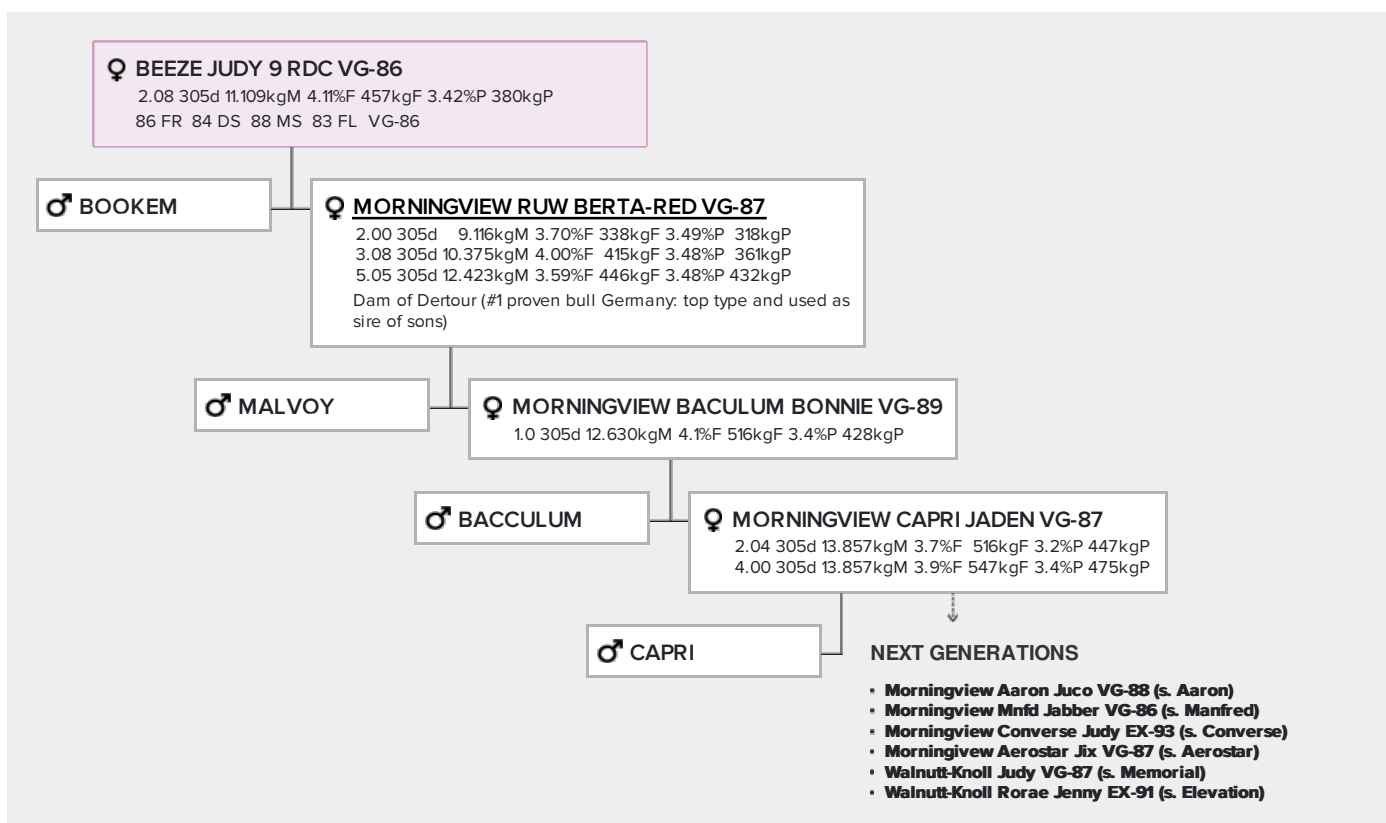 BEEZE JUDY 9 RDC VG-86
2.08 305d 11.109kgM 4.11%F 457kgF 3.42%P 380kgP
86 FR 84 DS 88 MS 83 FL VG-86
BOOKEM
MORNINGVIEW RUW BERTA-RED VG-87
2.00 305d 9.116kgM 3.70%F 338kgF 3.49%P 318kgP
3.08 305d 10.375kgM 4.00%F 415kgF 3.48%P 361kgP
5.05 305d 12.423kgM 3.59%F 446kgF 3.48%P 432kgP
Dam of Dertour (#1 proven bull Germany: top type and used as
sire of sons)
MALVOY
MORNINGVIEW BACULUM BONNIE VG-89
1.0 305d 12.630kgM 4.1%F 516kgF 3.4%P 428kgP
BACCULUM
MORNINGVIEW CAPRI JADEN VG-87
2.04 305d 13.857kgM 3.7%F 516kgF 3.2%P 447kgP
4.00 305d 13.857kgM 3.9%F 547kgF 3.4%P 475kgP
CAPRI
NEXT GENERATIONS
• Morningview Aaron Juco VG-88 (s. Aaron)
• Morningview Mnfd Jabber VG-86 (s. Manfred)
• Morningview Converse Judy EX-93 (s. Converse)
• Morningivew Aerostar Jix VG-87 (s. Aerostar)
• Walnutt-Knoll Judy VG-87 (s. Memorial)
• Walnutt-Knoll Rorae Jenny EX-91 (s. Elevation)